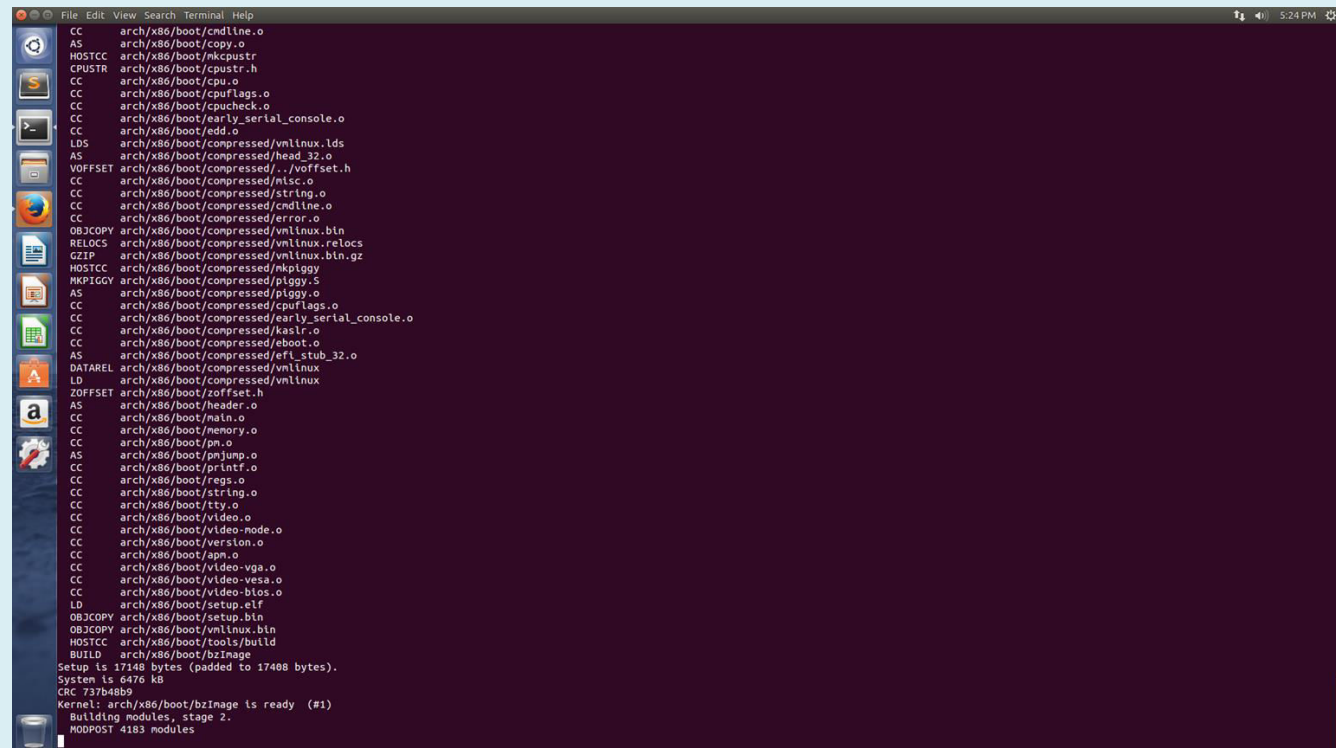 File Edit View Search Terminal Help
5:24 PM
CC arch/x86/boot/cmdline.o
AS arch/x86/boot/copy.o
HOSTCC arch/x86/boot/mkcpustr
CPUSTR arch/x86/boot/cpustr.h
CC arch/x86/boot/cpu.o
CC arch/x86/boot/cpuflags.o
CC arch/x86/boot/cpucheck.o
CC arch/x86/boot/early_serial_console.o
CC arch/x86/boot/edd.o
LDS arch/x86/boot/compressed/vmlinux.lds
AS arch/x86/boot/compressed/head_32.o
VOFFSET arch/x86/boot/compressed/../voffset.h
CC arch/x86/boot/compressed/misc.o
CC arch/x86/boot/compressed/string.o
CC arch/x86/boot/compressed/cmdline.o
CC arch/x86/boot/compressed/error.o
OBJCOPY arch/x86/boot/compressed/vmlinux.bin
RELOCS arch/x86/boot/compressed/vmlinux.relocs
GZIP arch/x86/boot/compressed/vmlinux.bin.gz
HOSTCC arch/x86/boot/compressed/mkpiggy
MKPIGGY arch/x86/boot/compressed/piggy.S
AS arch/x86/boot/compressed/piggy.o
CC arch/x86/boot/compressed/cpuflags.o
CC arch/x86/boot/compressed/early_serial_console.o
CC arch/x86/boot/compressed/kaslr.o
CC arch/x86/boot/compressed/eboot.o
AS arch/x86/boot/compressed/efi_stub_32.o
DATAREL arch/x86/boot/compressed/vmlinux
LD arch/x86/boot/compressed/vmlinux
ZOFFSET arch/x86/boot/zoffset.h
AS arch/x86/boot/header.o
CC arch/x86/boot/main.o
CC arch/x86/boot/memory.o
CC arch/x86/boot/pm.o
AS arch/x86/boot/pmjump.o
CC arch/x86/boot/printf.o
CC arch/x86/boot/regs.o
CC arch/x86/boot/string.o
CC arch/x86/boot/tty.o
CC arch/x86/boot/video.o
CC arch/x86/boot/video-mode.o
CC arch/x86/boot/version.o
CC arch/x86/boot/apm.o
CC arch/x86/boot/video-vga.o
CC arch/x86/boot/video-vesa.o
CC arch/x86/boot/video-bios.o
LD arch/x86/boot/setup.elf
OBJCOPY arch/x86/boot/setup.bin
OBJCOPY arch/x86/boot/vmlinux.bin
HOSTCC arch/x86/boot/tools/build
BUILD arch/x86/boot/bzImage
Setup is 17148 bytes (padded to 17408 bytes).
System is 6476 kB
CRC 737b48b9
Kernel: arch/x86/boot/bzImage is ready (#1)
Building modules, stage 2.
MODPOST 4183 modules